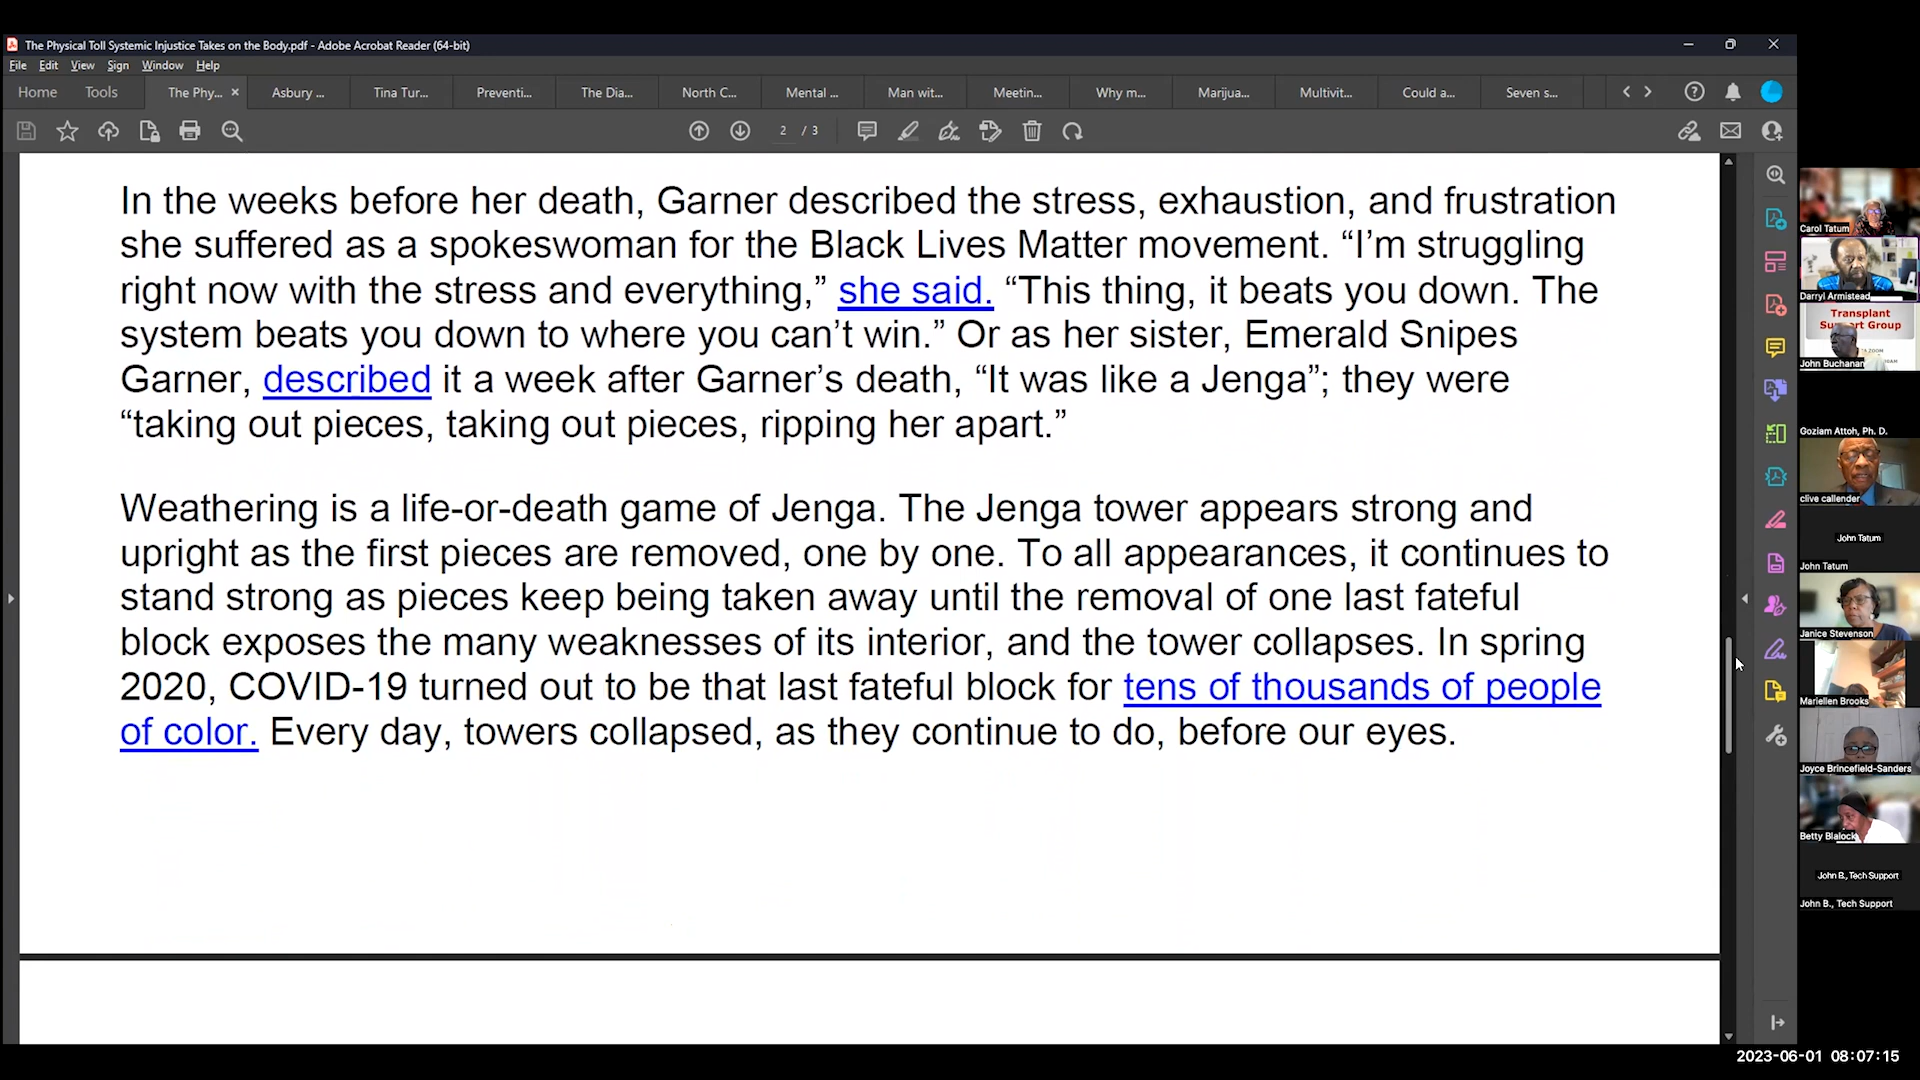 The Physical Toll Systemic Injustice Takes on the Body.pdf - Adobe Acrobat Reader (64-bit)
File Edit View Sign Window Help
Home Tools The Phy... Asbury ... Tina Tur... Preventi... The Dia... North C... Mental ... Man wit... Meetin... Why m... Marijua... Multivit... Could a... Seven s...
2 / 3
In the weeks before her death, Garner described the stress, exhaustion, and frustration
she suffered as a spokeswoman for the Black Lives Matter movement. “I’m struggling
right now with the stress and everything,” she said. “This thing, it beats you down. The
system beats you down to where you can’t win.” Or as her sister, Emerald Snipes
Garner, described it a week after Garner’s death, “It was like a Jenga”; they were
“taking out pieces, taking out pieces, ripping her apart.”
Weathering is a life-or-death game of Jenga. The Jenga tower appears strong and
upright as the first pieces are removed, one by one. To all appearances, it continues to
stand strong as pieces keep being taken away until the removal of one last fateful
block exposes the many weaknesses of its interior, and the tower collapses. In spring
2020, COVID-19 turned out to be that last fateful block for tens of thousands of people
of color. Every day, towers collapsed, as they continue to do, before our eyes.
Carol Tatum
Darryl Armistead
Transplant
Support Group
John Buchanan
Goziam Attoh, Ph. D.
clive callender
John Tatum
John Tatum
Janice Stevenson
Mariellen Brooks
Joyce Brincefield-Sanders
Betty Blalock
John B., Tech Support
John B., Tech Support
2023-06-01 08:07:15